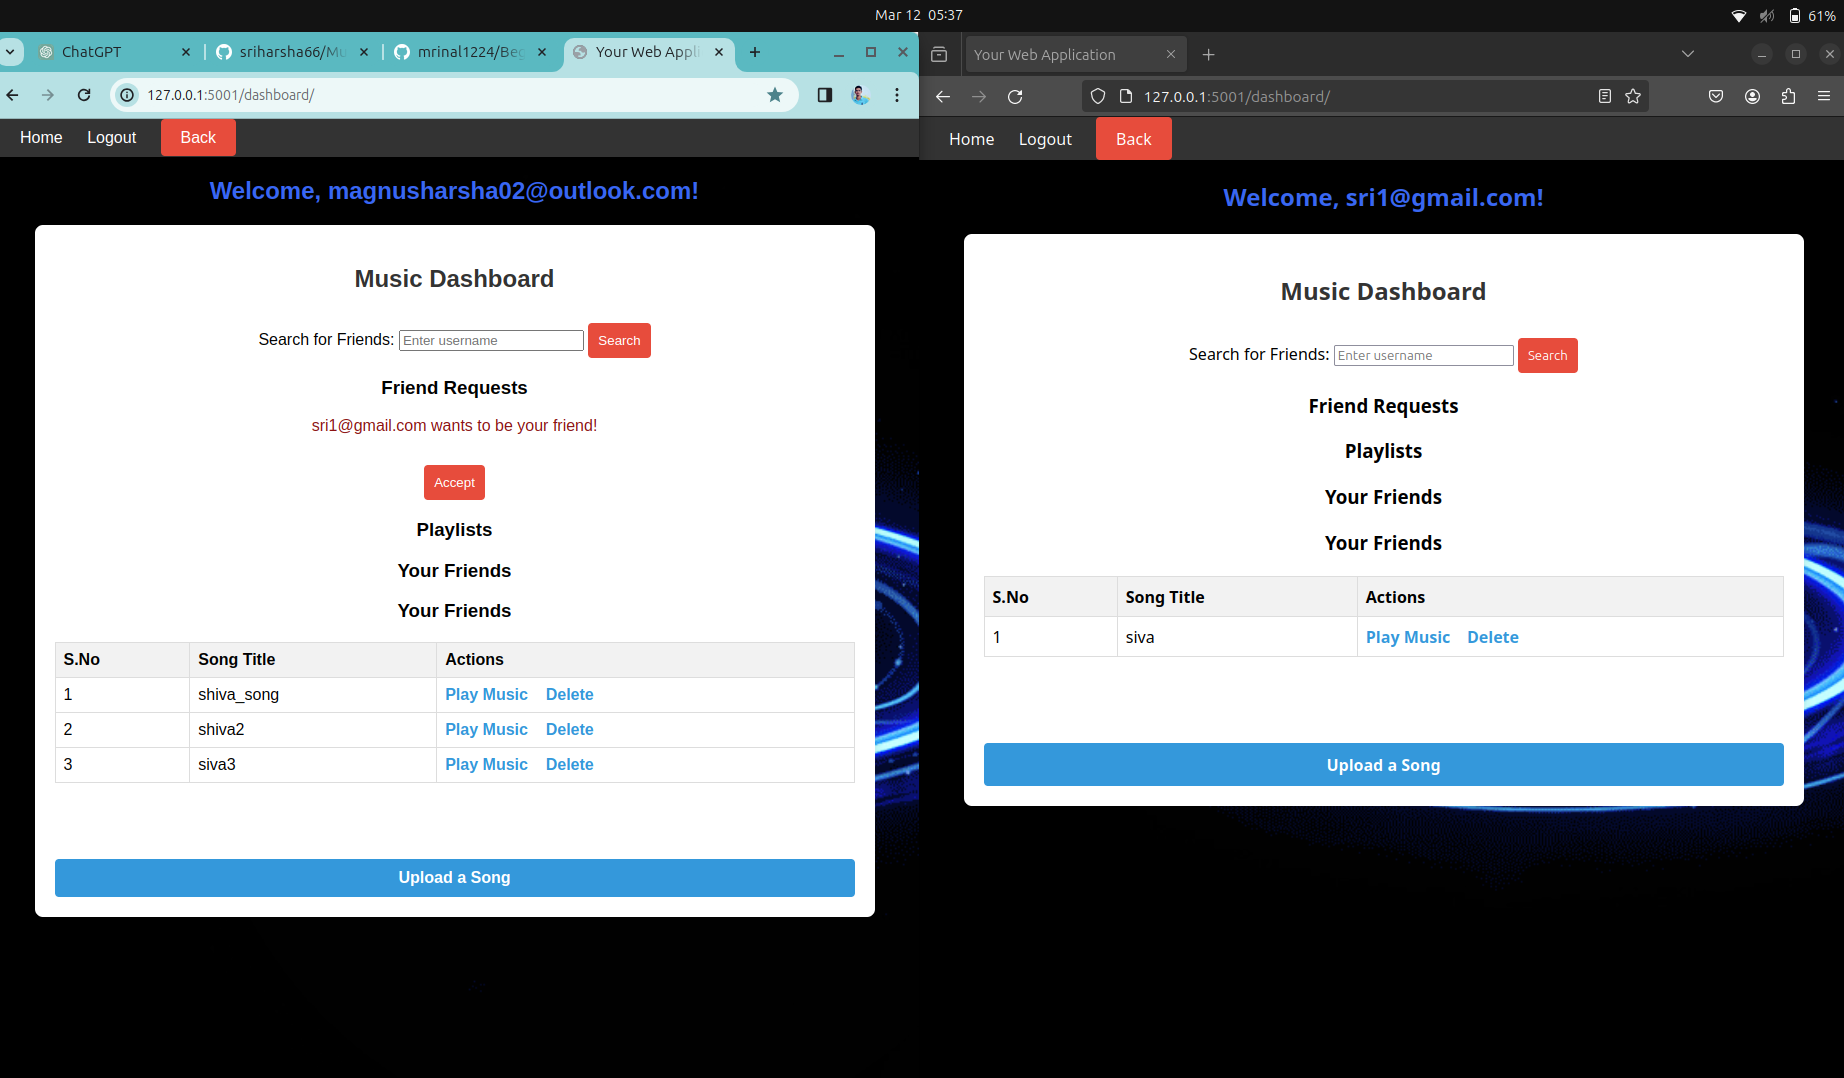 Mar 12 05:37
61%
ChatGPT
sriharsha66/Mu
mrinal1224/Beg
Your Web Appli
127.0.0.1:5001/dashboard/
Home Logout Back
Welcome, magnusharsha02@outlook.com!
Music Dashboard
Search for Friends: Enter username Search
Friend Requests
sri1@gmail.com wants to be your friend!
Accept
Playlists
Your Friends
Your Friends
S.No Song Title Actions
1 shiva_song Play Music Delete
2 shiva2 Play Music Delete
3 siva3 Play Music Delete
Upload a Song
Your Web Application
127.0.0.1:5001/dashboard/
Home Logout Back
Welcome, sri1@gmail.com!
Music Dashboard
Search for Friends: Enter username Search
Friend Requests
Playlists
Your Friends
Your Friends
S.No Song Title Actions
1 siva Play Music Delete
Upload a Song